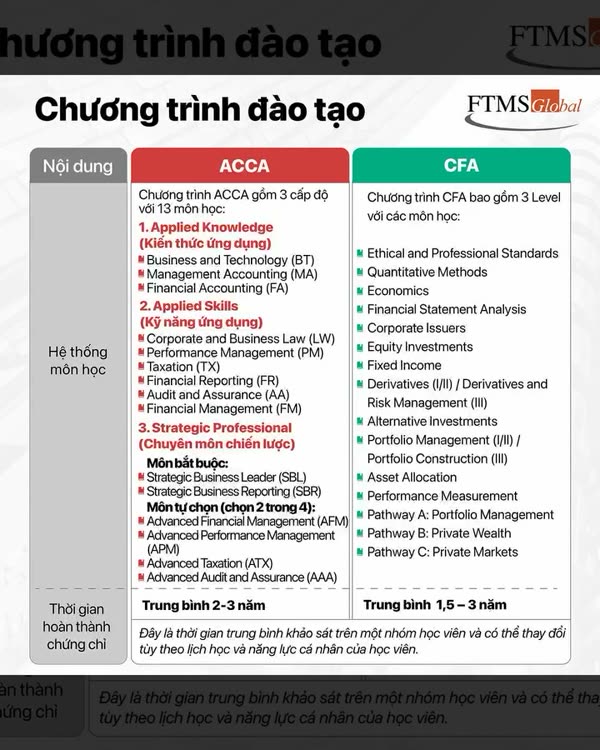 hương trình đào tạo
FTMSGlo
Chương trình đào tạo
FTMSGlobal
Nội dung
ACCA
CFA
Hệ thống
môn học
Chương trình ACCA gồm 3 cấp độ
với 13 môn học:
1. Applied Knowledge
(Kiến thức ứng dụng)
Business and Technology (BT)
Management Accounting (MA)
Financial Accounting (FA)
2. Applied Skills
(Kỹ năng ứng dụng)
Corporate and Business Law (LW)
Performance Management (PM)
Taxation (TX)
Financial Reporting (FR)
Audit and Assurance (AA)
Financial Management (FM)
3. Strategic Professional
(Chuyên môn chiến lược)
Môn bắt buộc:
Strategic Business Leader (SBL)
Strategic Business Reporting (SBR)
Môn tự chọn (chọn 2 trong 4):
Advanced Financial Management (AFM)
Advanced Performance Management
(APM)
Advanced Taxation (ATX)
Advanced Audit and Assurance (AAA)
Chương trình CFA bao gồm 3 Level
với các môn học:
Ethical and Professional Standards
Quantitative Methods
Economics
Financial Statement Analysis
Corporate Issuers
Equity Investments
Fixed Income
Derivatives (I/II) / Derivatives and
Risk Management (III)
Alternative Investments
Portfolio Management (I/II) /
Portfolio Construction (III)
Asset Allocation
Performance Measurement
Pathway A: Portfolio Management
Pathway B: Private Wealth
Pathway C: Private Markets
Thời gian
hoàn thành
chứng chỉ
Trung bình 2-3 năm
Trung bình 1,5 – 3 năm
Đây là thời gian trung bình khảo sát trên một nhóm học viên và có thể thay đổi
tùy theo lịch học và năng lực cá nhân của học viên.
àn thành
ứng chỉ
Đây là thời gian trung bình khảo sát trên một nhóm học viên và có thể tha
tùy theo lịch học và năng lực cá nhân của học viên.